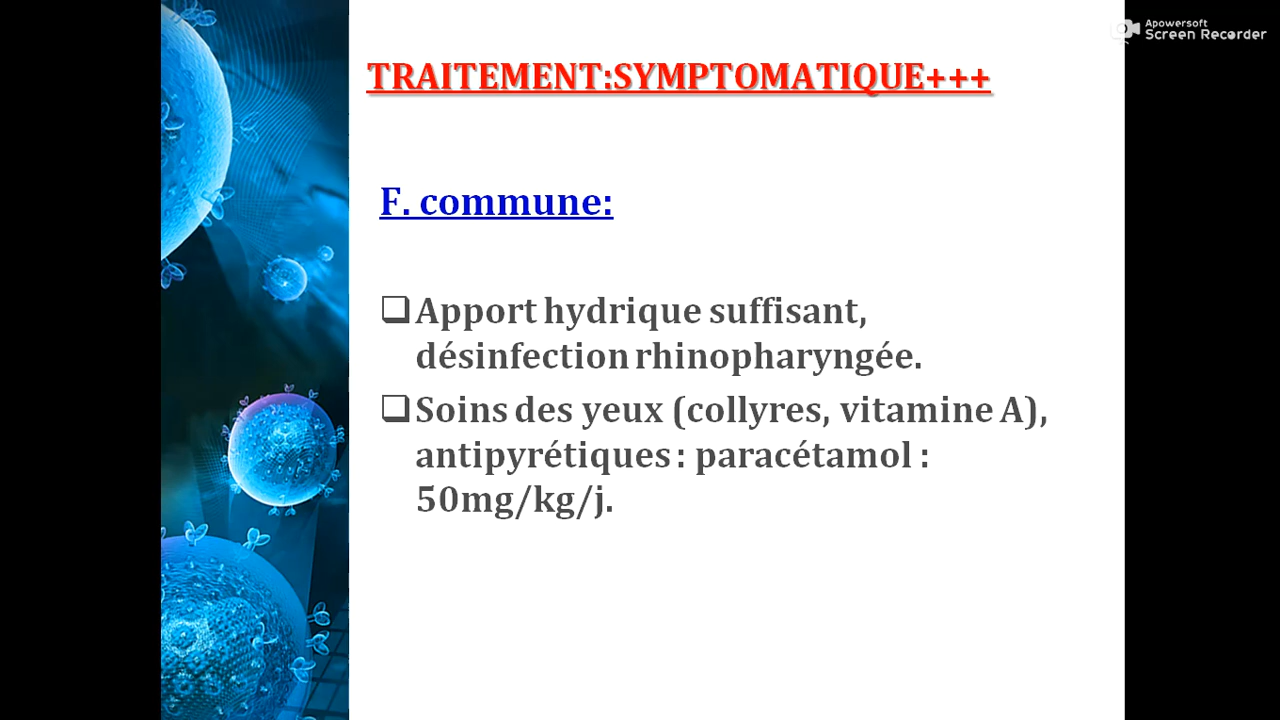 Apowersoft
Screen Recorder
TRAITEMENT:SYMPTOMATIQUE+++
F. commune:
Apport hydrique suffisant,
désinfection rhinopharyngée.
Soins des yeux (collyres, vitamine A),
antipyrétiques : paracétamol :
50mg/kg/j.